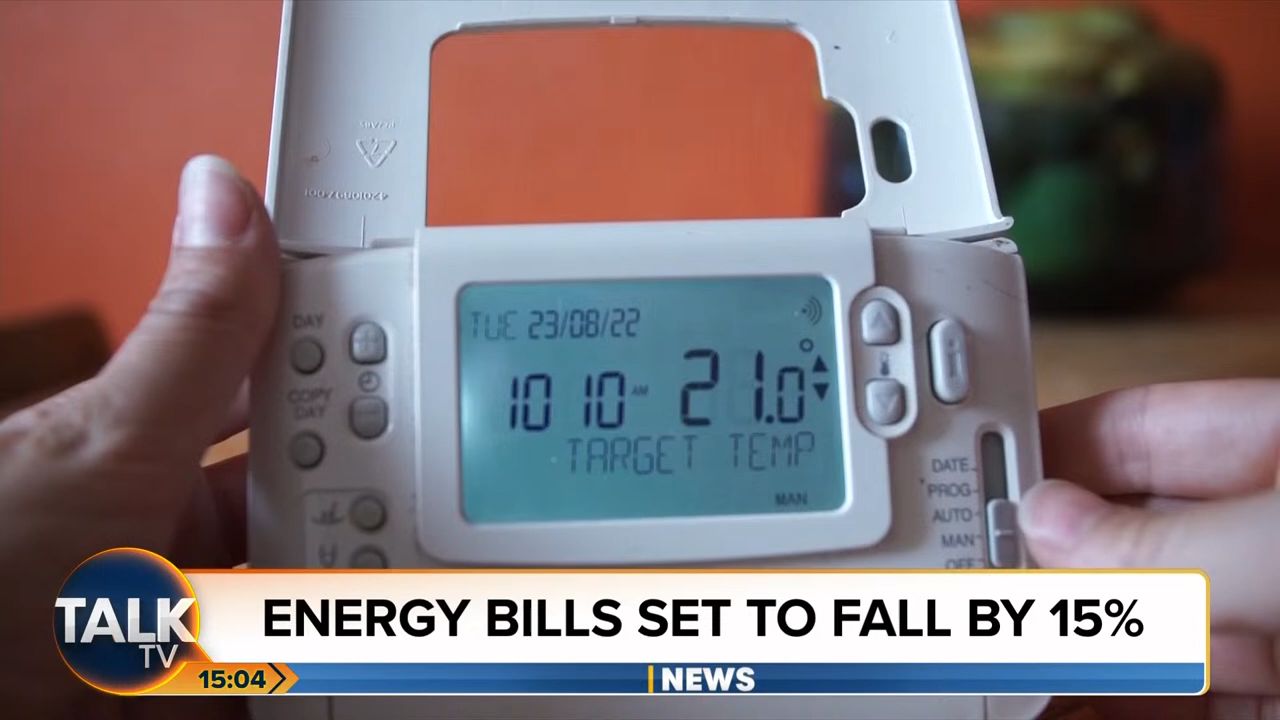 TUE 23/08/22
10 10 AM 21.0°
TARGET TEMP
MAN
DAY
COPY
DAY
DATE
PROG
AUTO
MAN
OFF
TALK
TV
ENERGY BILLS SET TO FALL BY 15%
15:04
NEWS